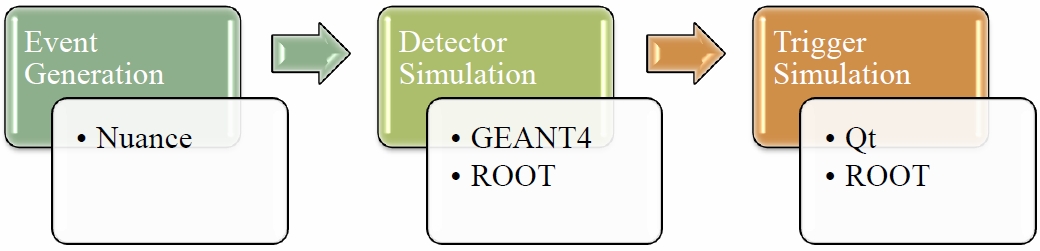 Event
Generation
• Nuance
Detector
Simulation
• GEANT4
• ROOT
Trigger
Simulation
• Qt
• ROOT